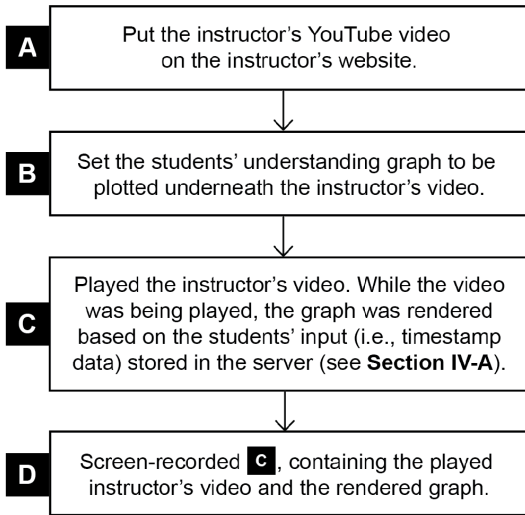 A
Put the instructor's YouTube video
on the instructor's website.
B
Set the students' understanding graph to be
plotted underneath the instructor's video.
C
Played the instructor's video. While the video
was being played, the graph was rendered
based on the students' input (i.e., timestamp
data) stored in the server (see Section IV-A).
D
Screen-recorded C, containing the played
instructor's video and the rendered graph.